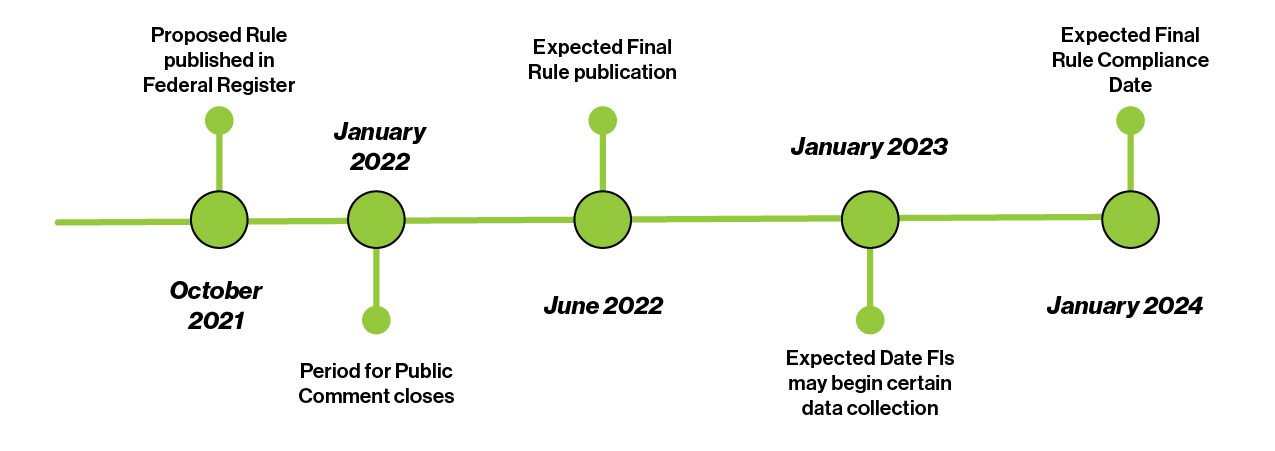 Proposed Rule
published in
Federal Register
October
2021
January
2022
Period for Public
Comment closes
Expected Final
Rule publication
June 2022
January 2023
Expected Date FIs
may begin certain
data collection
Expected Final
Rule Compliance
Date
January 2024